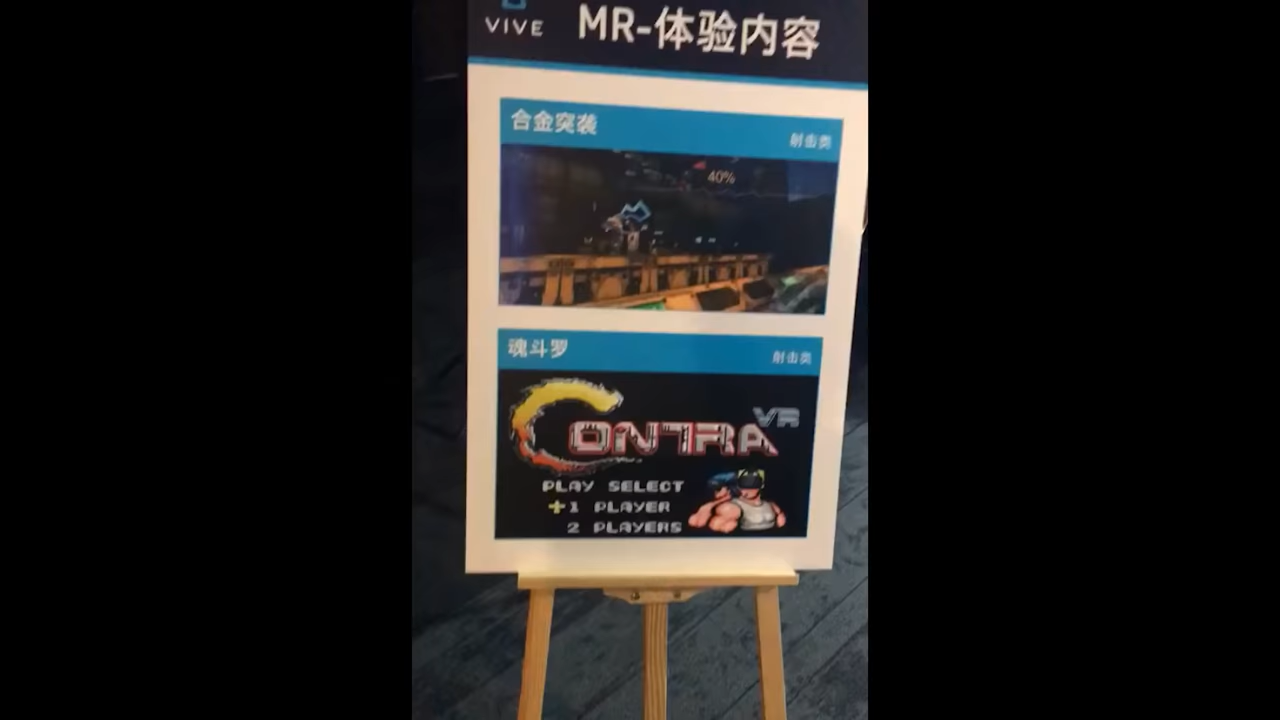 VIVE
MR-体验内容
合金突袭
射击类
40%
魂斗罗
射击类
CONTRA VR
PLAY SELECT
+1 PLAYER
2 PLAYERS